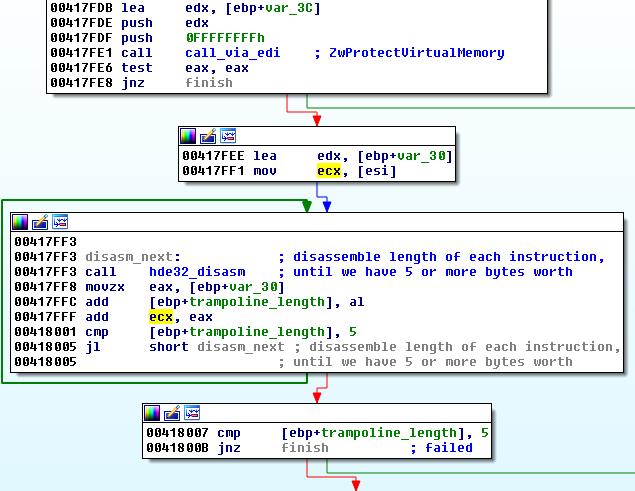 00417FDB lea edx, [ebp+var_3C]
00417FDE push edx
00417FDF push 0FFFFFFFFh
00417FE1 call call_via_edi ; ZwProtectVirtualMemory
00417FE6 test eax, eax
00417FE8 jnz finish
00417FEE lea edx, [ebp+var_30]
00417FF1 mov ecx, [esi]
00417FF3
00417FF3 disasm_next: ; disassemble length of each instruction,
00417FF3 call hde32_disasm ; until we have 5 or more bytes worth
00417FF8 movzx eax, [ebp+var_30]
00417FFC add [ebp+trampoline_length], al
00417FFF add ecx, eax
00418001 cmp [ebp+trampoline_length], 5
00418005 jl short disasm_next ; disassemble length of each instruction,
00418005 ; until we have 5 or more bytes worth
00418007 cmp [ebp+trampoline_length], 5
0041800B jnz finish ; failed